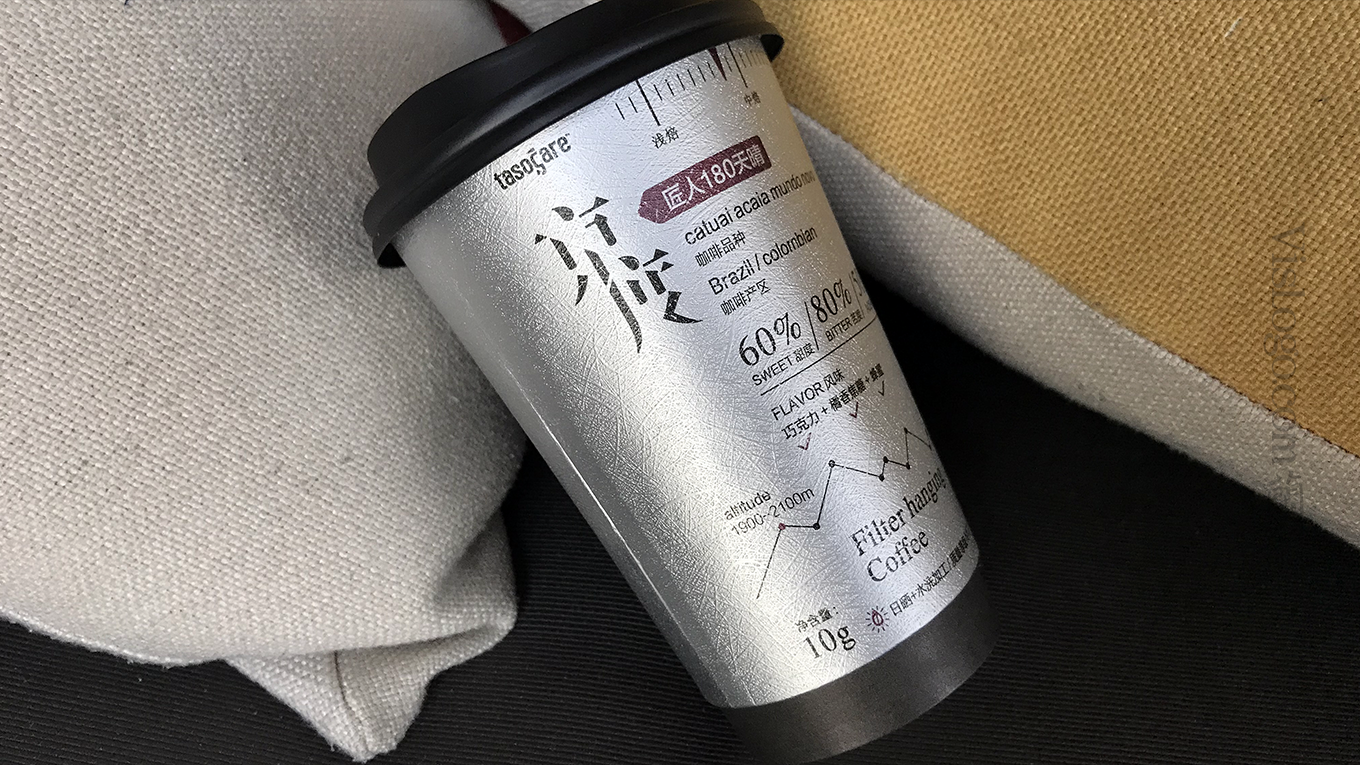 tasogare™
浅焙
中焙
匠人180天晴
catuai acaia mundo novo
咖啡品种
Brazil / colombian
咖啡产区
60% / 80% /
SWEET 甜度
BITTER 苦度
FLAVOR 风味
巧克力 + 稀香焦糖 + 蜂蜜
altitude
1900~2100m
Filter hanging
Coffee
日晒+水洗加工 /
净含量:
10g